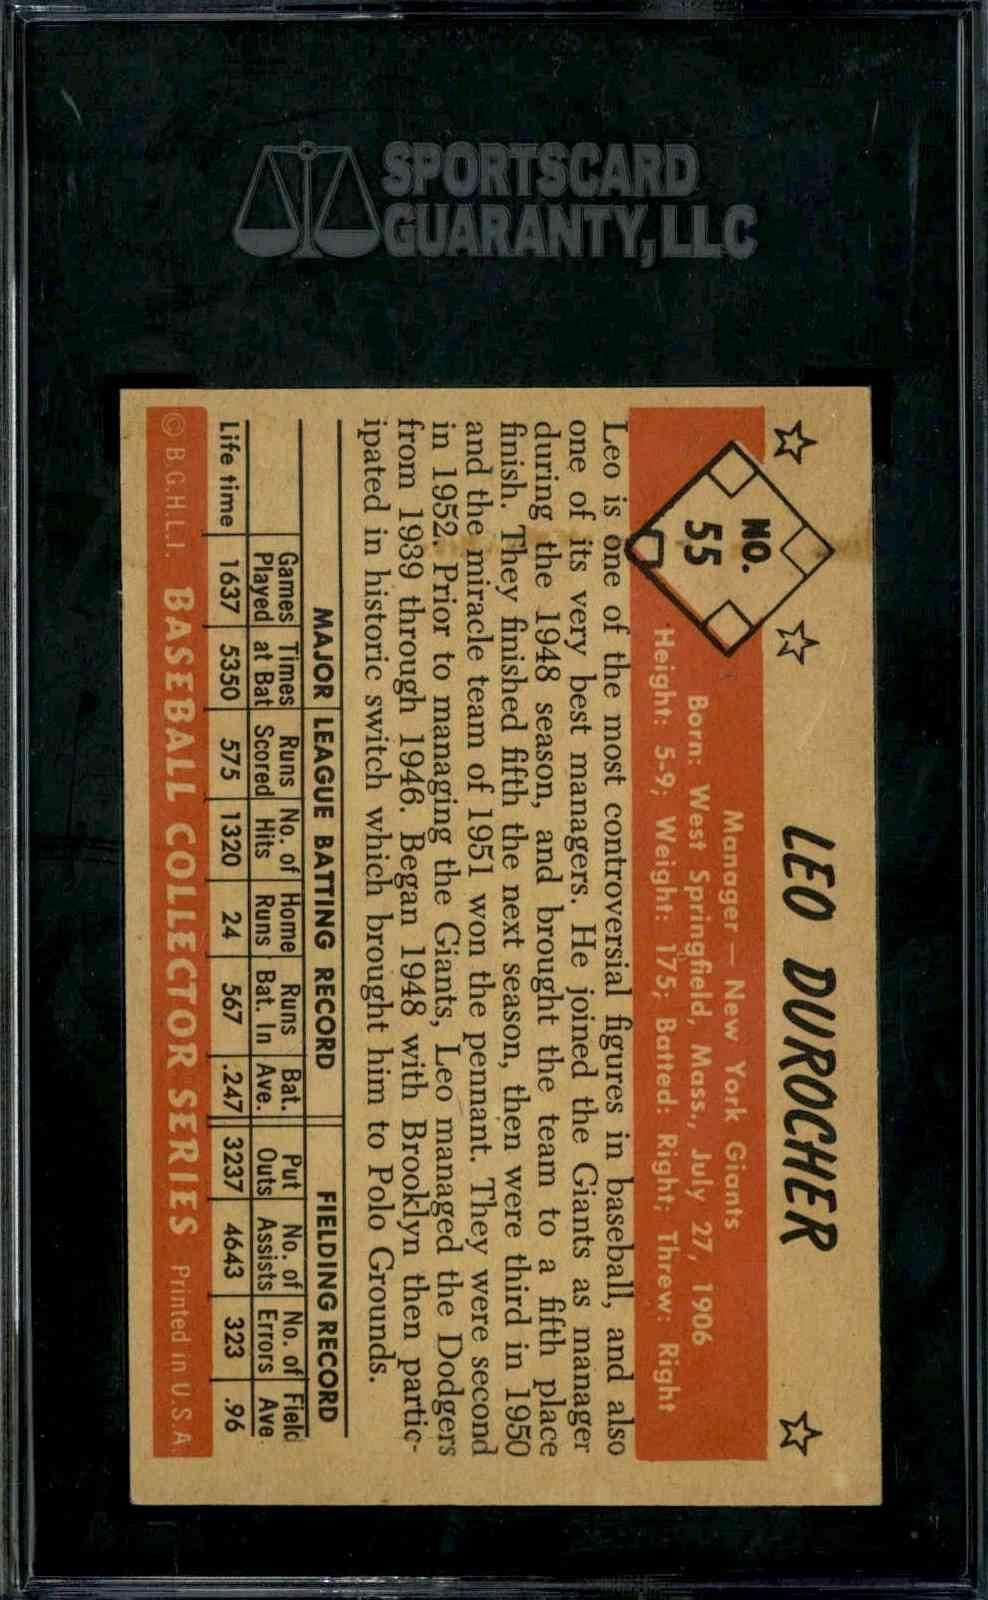 SPORTSCARD
GUARANTY, LLC
LEO DUROCHER
NO.
55
Manager — New York Giants
Born: West Springfield, Mass., July 27, 1906
Height: 5-9; Weight: 175; Batted: Right; Threw: Right
Leo is one of the most controversial figures in baseball, and also
one of its very best managers. He joined the Giants as manager
during the 1948 season, and brought the team to a fifth place
finish. They finished fifth the next season, then were third in 1950
and the miracle team of 1951 won the pennant. They were second
in 1952. Prior to managing the Giants, Leo managed the Dodgers
from 1939 through 1946. Began 1948 with Brooklyn then partic-
ipated in historic switch which brought him to Polo Grounds.
MAJOR LEAGUE BATTING RECORD FIELDING RECORD
Games Times Runs No. of Home Runs Bat. Put No. of No. of Field
Played at Bat Scored Hits Runs Bat. In Ave. Outs Assists Errors Ave
Life time 1637 5350 575 1320 24 567 .247 3237 4643 323 .96
© B.G.H.L.I. BASEBALL COLLECTOR SERIES Printed in U.S.A